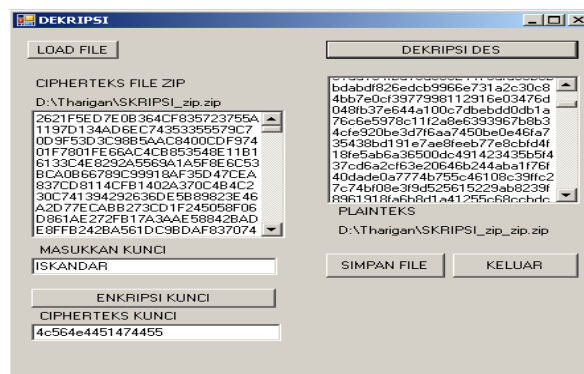 DEKRIPSI
LOAD FILE
CIPHERTEKS FILE ZIP
D:\Tharigan\SKRIPSI_zip.zip
2621F5ED7E0B364CF835723755A
1197D134AD6EC74353355579C7
0D9F53D3C98B5AAC8400CDF974
01F7801FE66AC4CB853548E11B1
6133C4E8292A5569A1A5F8E6C53
BCA0B66789C99918AF35D47CEA
837CD8114CFB1402A370C4B4C2
30C741394292636DE5B89823E46
A2D77ECABB273CD1F245058F06
D861AE272FB17A3AAE58842BAD
E8FFB242BA561DC9BDAF837074
MASUKKAN KUNCI
ISKANDAR
ENKRIPSI KUNCI
CIPHERTEKS KUNCI
4c564e4451474455
DEKRIPSI DES
bdabdf826edcb9966e731a2c30c8
4bb7e0cf3977998112916e03476d
048fb37e644a100c7dbebdd0db1a
76c6e5978c11f2a8e6393967b8b3
4cfe920be3d7f6aa7450be0e46fa7
35438bd191e7ae8feeb77e8cbfd4f
18fe5ab6a36500dc491423435b5f4
37cd6a2cf63e20646b244aba1f76f
40dade0a7774b755c46108c39ffc2
7c74bf08e3f9d525615229ab8239f
8961918fa6b8d1a41255c68ccbdc
PLAINTEKS
D:\Tharigan\SKRIPSI_zip_zip.zip
SIMPAN FILE
KELUAR